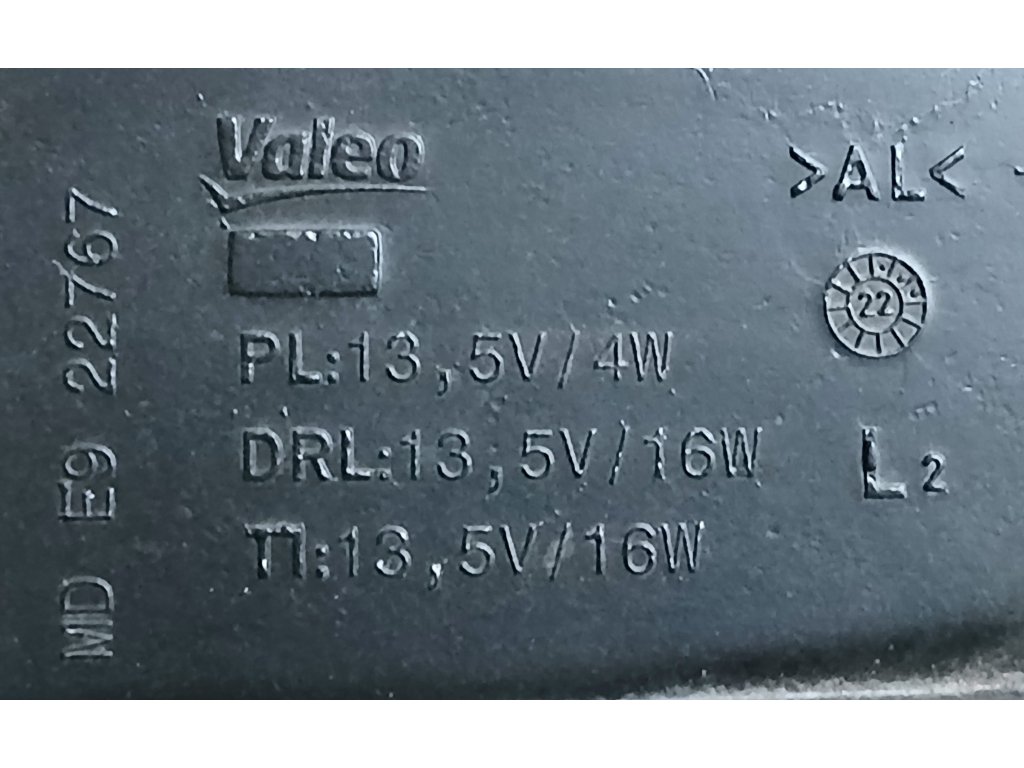 Valeo
>AL<
22
PL:13,5V/4W
DRL:13,5V/16W
TI:13,5V/16W
L2
MD E9 22767